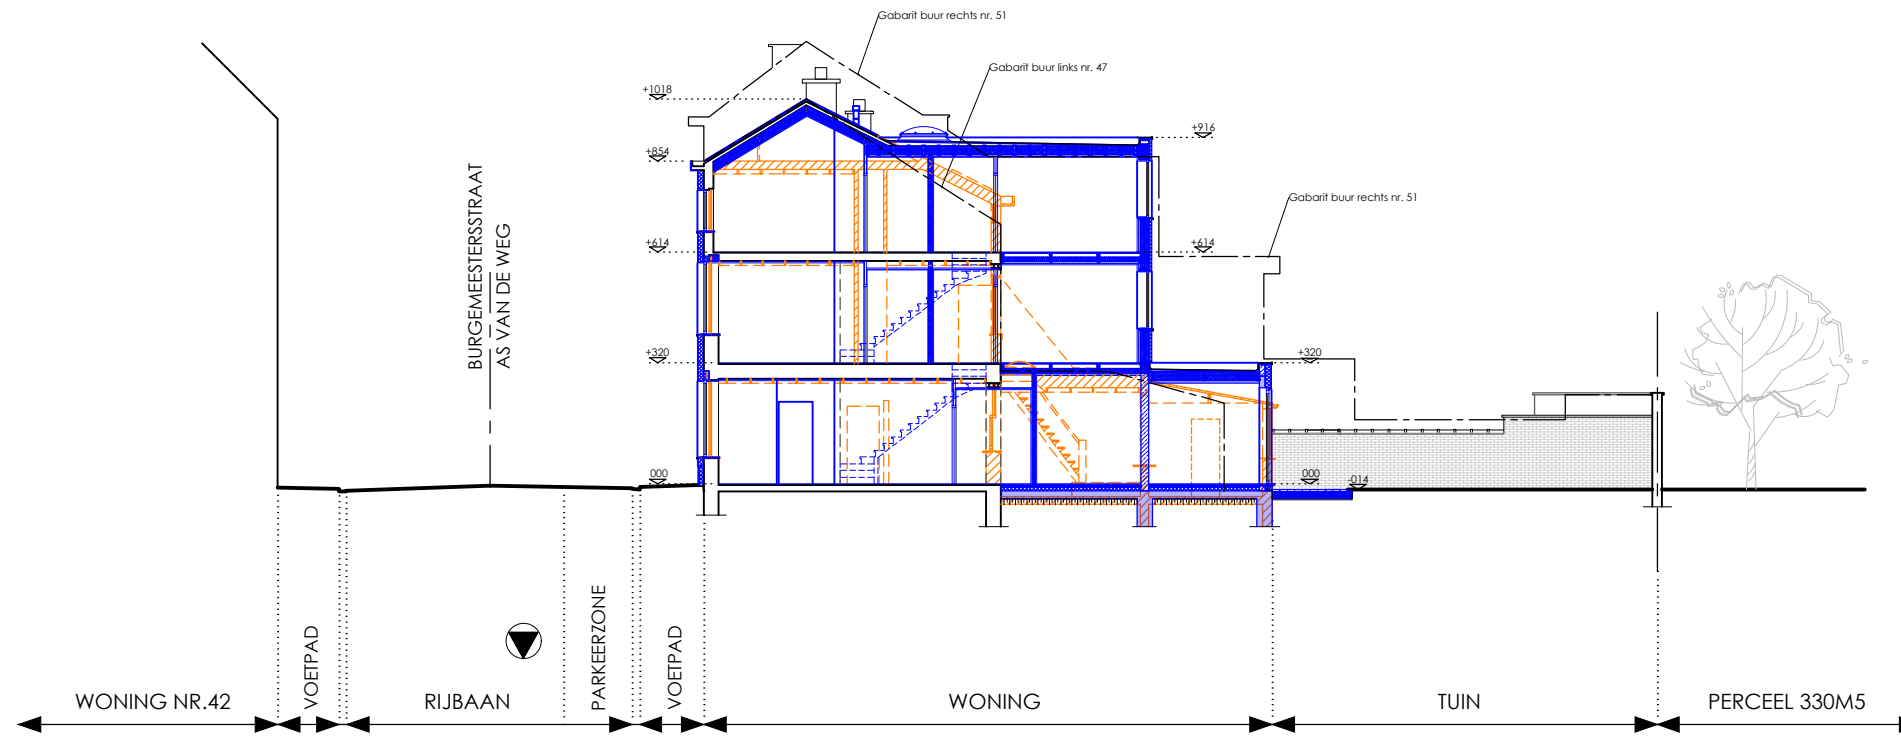 Gabarit buur rechts nr. 51
Gabarit buur links nr. 47
+1018
+916
+854
Gabarit buur rechts nr. 51
+614
+614
BURGEMEESTERSSTRAAT
AS VAN DE WEG
+320
+320
000
000
-014
VOETPAD
PARKEERZONE
VOETPAD
WONING NR.42
RIJBAAN
WONING
TUIN
PERCEEL 330M5